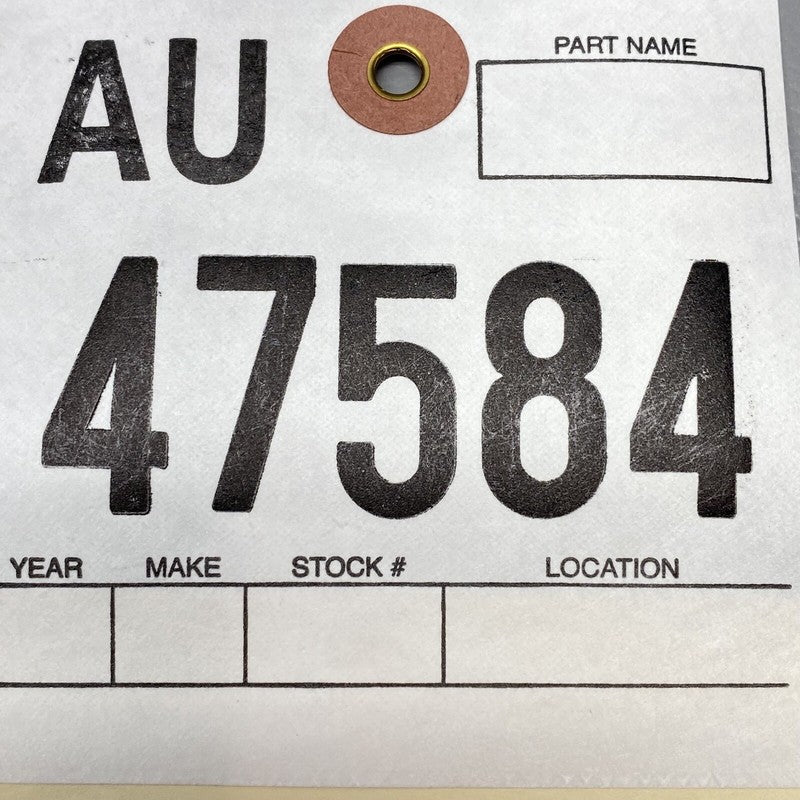 AU
PART NAME
47584
YEAR MAKE STOCK # LOCATION